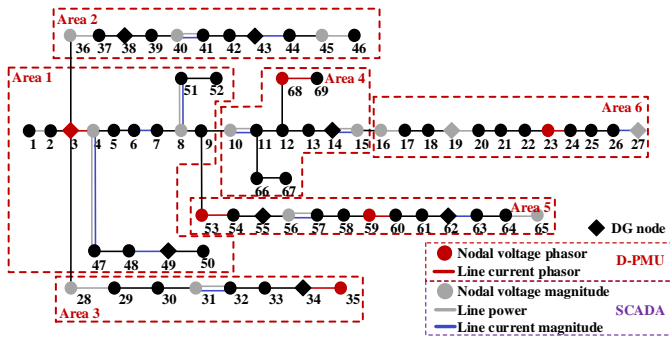 Area 2
36 37 38 39 40 41 42 43 44 45 46
Area 1
51 52
Area 4
68 69
Area 6
1 2 3 4 5 6 7 8 9 10 11 12 13 14 15 16 17 18 19 20 21 22 23 24 25 26 27
66 67
Area 5
53 54 55 56 57 58 59 60 61 62 63 64 65
DG node
47 48 49 50
Nodal voltage phasor
D-PMU
Line current phasor
28 29 30 31 32 33 34 35
Area 3
Nodal voltage magnitude
Line power
SCADA
Line current magnitude